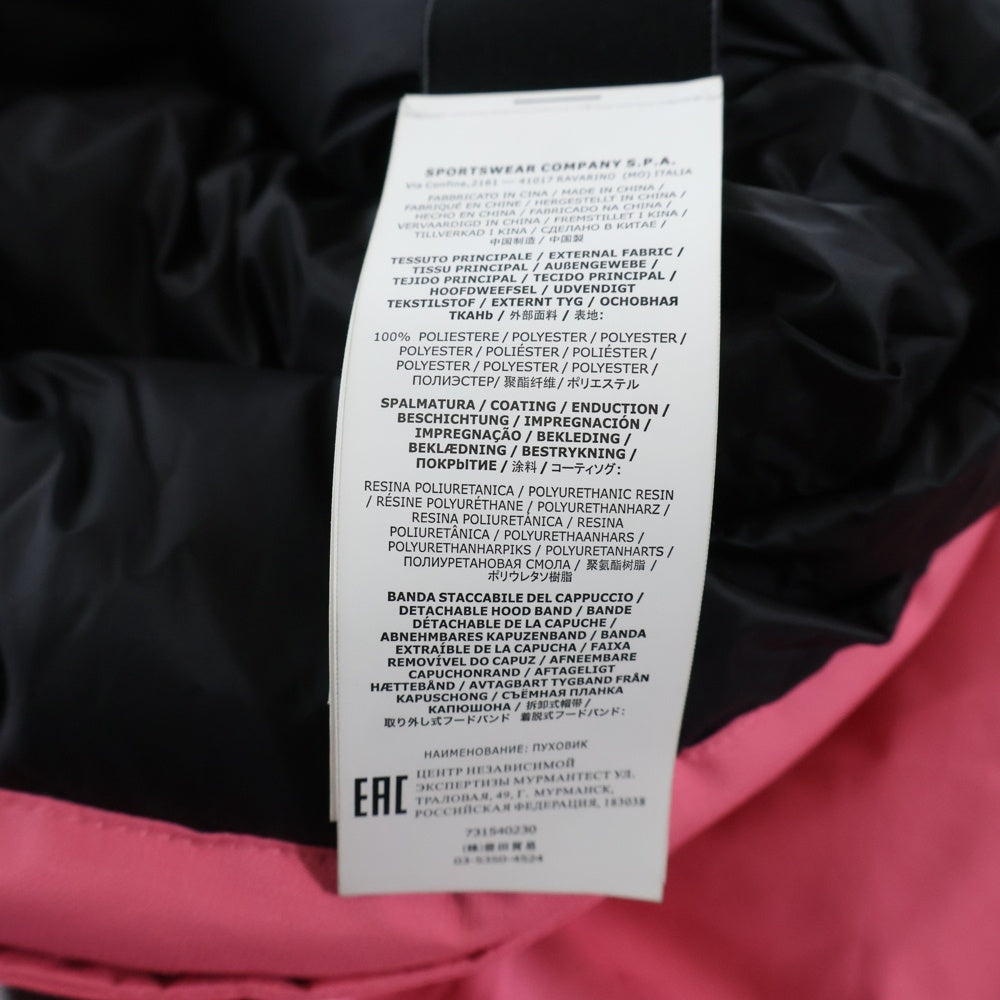 SPORTSWEAR COMPANY S.P.A.
Via Confine,2161 — 41017 RAVARINO (MO) ITALIA
FABBRICATO IN CINA / MADE IN CHINA /
FABRIQUÉ EN CHINE / HERGESTELLT IN CHINA /
HECHO EN CHINA / FABRICADO NA CHINA /
VERVAARDIGD IN CHINA / FREMSTILLET I KINA /
TILLVERKAD I KINA / СДЕЛАНО В КИТАЕ /
中国制造 / 中国製
TESSUTO PRINCIPALE / EXTERNAL FABRIC /
TISSU PRINCIPAL / AUßENGEWEBE /
TEJIDO PRINCIPAL / TECIDO PRINCIPAL /
HOOFDWEEFSEL / UDVENDIGT
TEKSTILSTOF / EXTERNT TYG / ОСНОВНАЯ
ТКАНЬ / 外部面料 / 表地:
100% POLIESTERE / POLYESTER / POLYESTER /
POLYESTER / POLIÉSTER / POLIÉSTER /
POLYESTER / POLYESTER / POLYESTER /
ПОЛИЭСТЕР/ 聚酯纤维/ ポリエステル
SPALMATURA / COATING / ENDUCTION /
BESCHICHTUNG / IMPREGNACIÓN /
IMPREGNAÇÃO / BEKLEDING /
BEKLÆDNING / BESTRYKNING /
ПОКРЫТИЕ / 涂料 / コーティソグ:
RESINA POLIURETANICA / POLYURETHANIC RESIN
/ RÉSINE POLYURÉTHANE / POLYURETHANHARZ /
RESINA POLIURETÁNICA / RESINA
POLIURETÂNICA / POLYURETHAANHARS /
POLYURETHANHARPIKS / POLYURETANHARTS /
ПОЛИУРЕТАНОВАЯ СМОЛА / 聚氨酯树脂 /
ポリウレタソ樹脂
BANDA STACCABILE DEL CAPPUCCIO /
DETACHABLE HOOD BAND / BANDE
DÉTACHABLE DE LA CAPUCHE /
ABNEHMBARES KAPUZENBAND / BANDA
EXTRAÍBLE DE LA CAPUCHA / FAIXA
REMOVÍVEL DO CAPUZ / AFNEEMBARE
CAPUCHONRAND / AFTAGELIGT
HÆTTEBÅND / AVTAGBART TYGBAND FRÅN
KAPUSCHONG / СЪЁМНАЯ ПЛАНКА
КАПЮШОНА / 拆卸式帽带 /
取り外し式フードバンド 着脱式フードバンド:
НАИМЕНОВАНИЕ: ПУХОВИК
EAC
ЦЕНТР НЕЗАВИСИМОЙ
ЭКСПЕРТИЗЫ МУРМАНТЕСТ УЛ.
ТРАЛОВАЯ, 49, Г. МУРМАНСК,
РОССИЙСКАЯ ФЕДЕРАЦИЯ, 183038
731540230
03-5350-4524